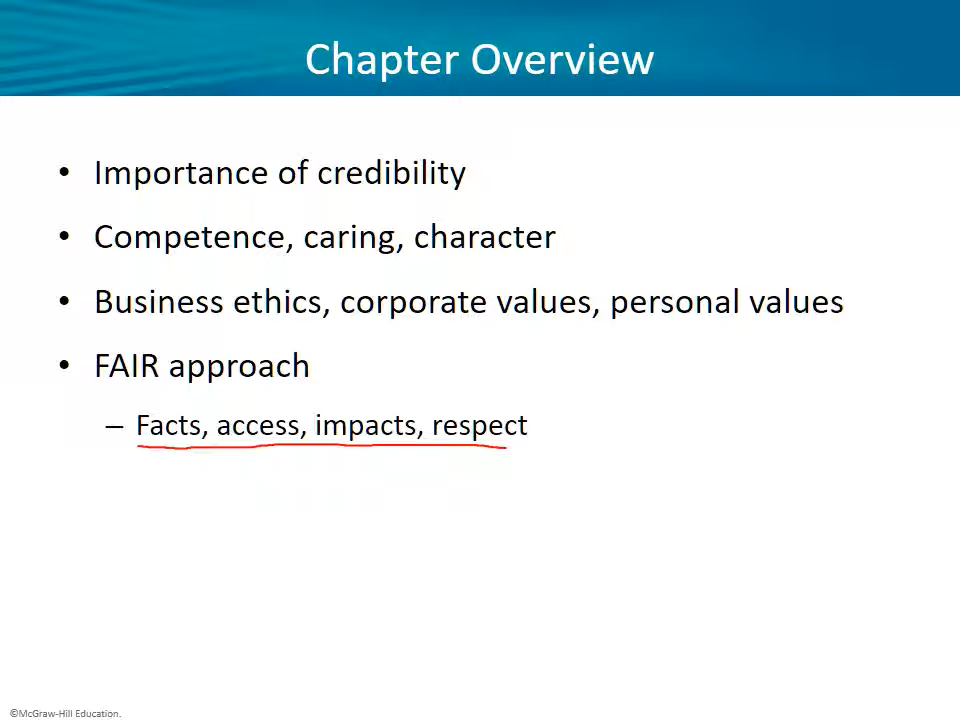 Chapter Overview
• Importance of credibility
• Competence, caring, character
• Business ethics, corporate values, personal values
• FAIR approach
– Facts, access, impacts, respect
©McGraw-Hill Education.